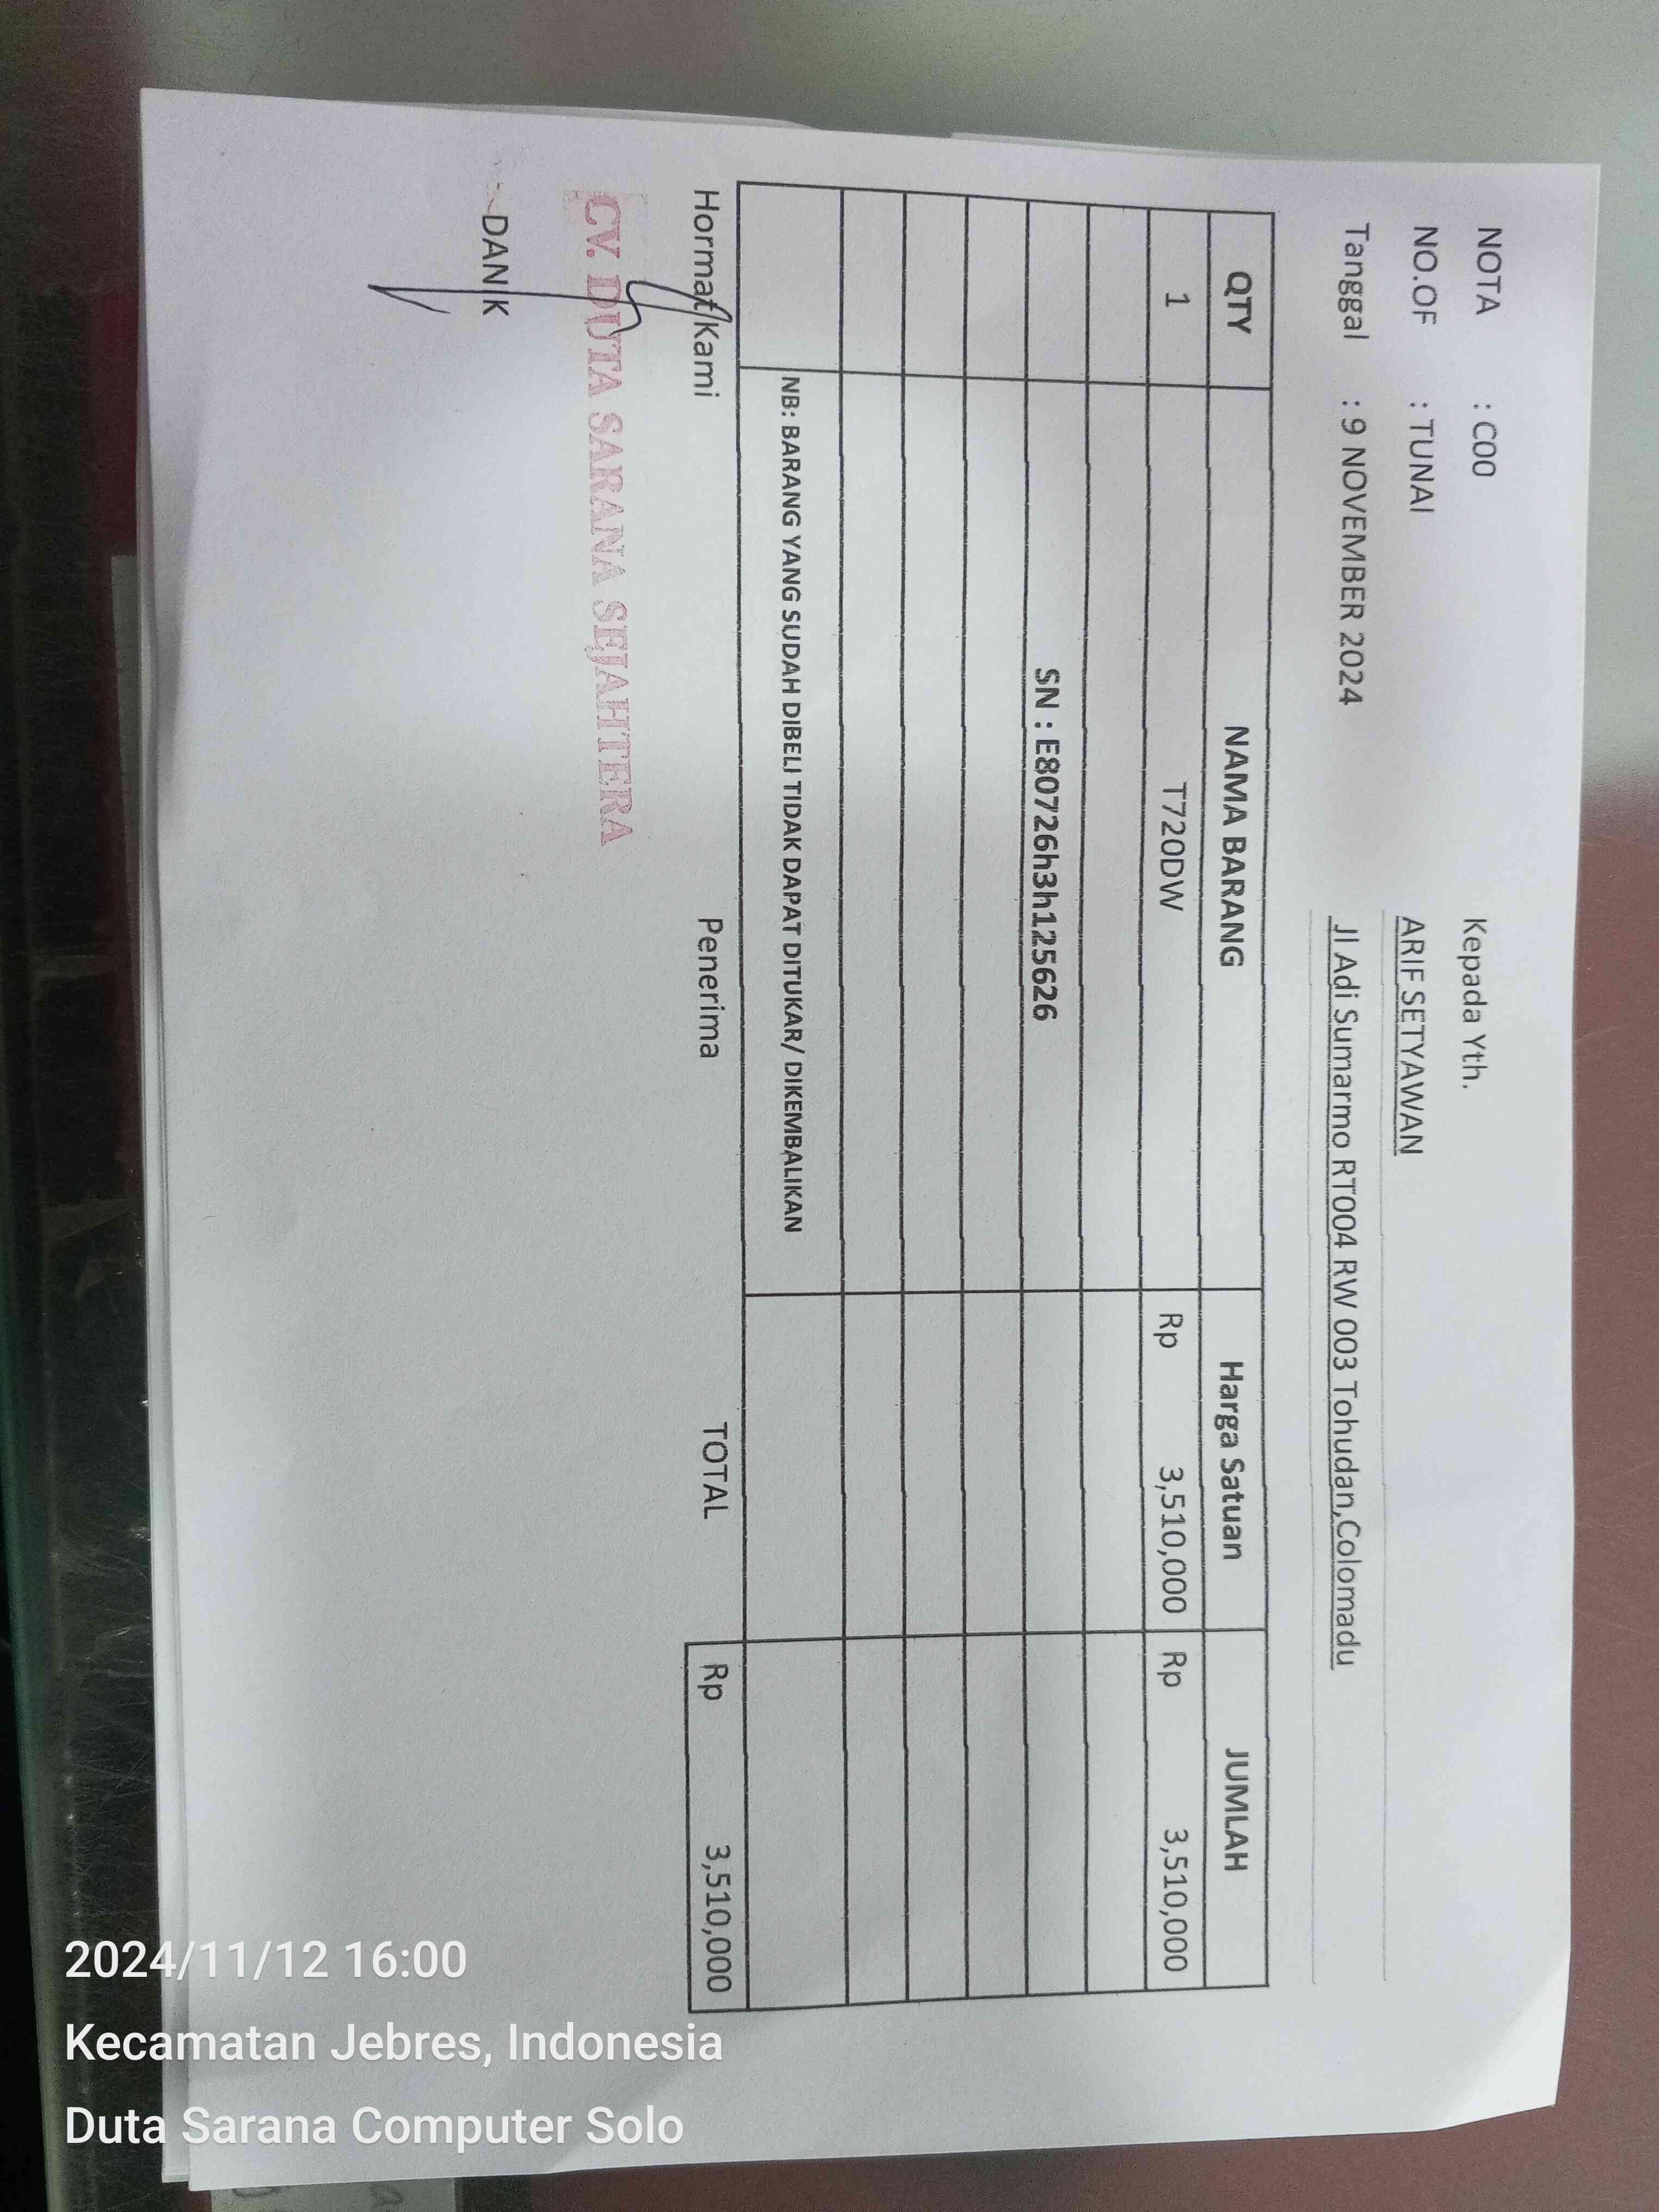 NOTA : C00
NO.OF : TUNAI
Tanggal : 9 NOVEMBER 2024
Kepada Yth.
ARIF SETYAWAN
Jl Adi Sumarmo RT004 RW 003 Tohudan,Colomadu
QTY NAMA BARANG Harga Satuan JUMLAH
1 T720DW Rp 3,510,000 Rp 3,510,000
SN : E80726h3h125626
NB: BARANG YANG SUDAH DIBELI TIDAK DAPAT DITUKAR/ DIKEMBALIKAN
Hormat Kami Penerima TOTAL Rp 3,510,000
CV. DUTA SARANA SEJAHTERA
DANIK
2024/11/12 16:00
Kecamatan Jebres, Indonesia
Duta Sarana Computer Solo